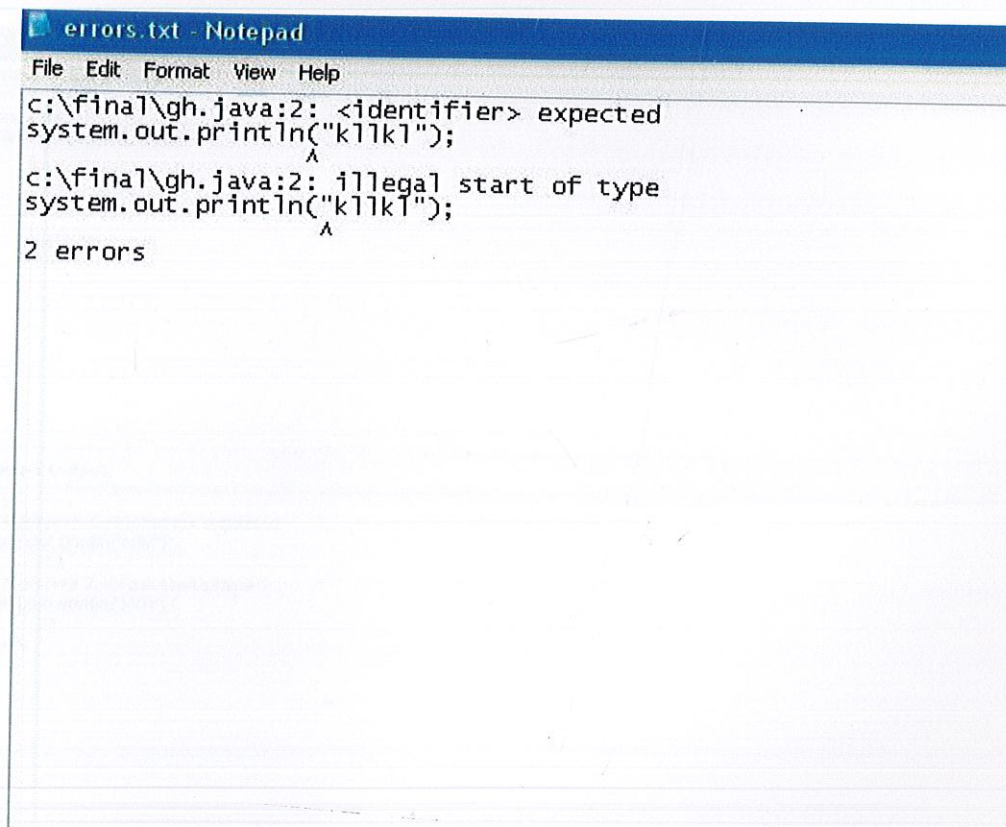 errors.txt - Notepad
File Edit Format View Help
c:\final\gh.java:2: <identifier> expected
system.out.println("kllkl");
^
c:\final\gh.java:2: illegal start of type
system.out.println("kllkl");
^
2 errors